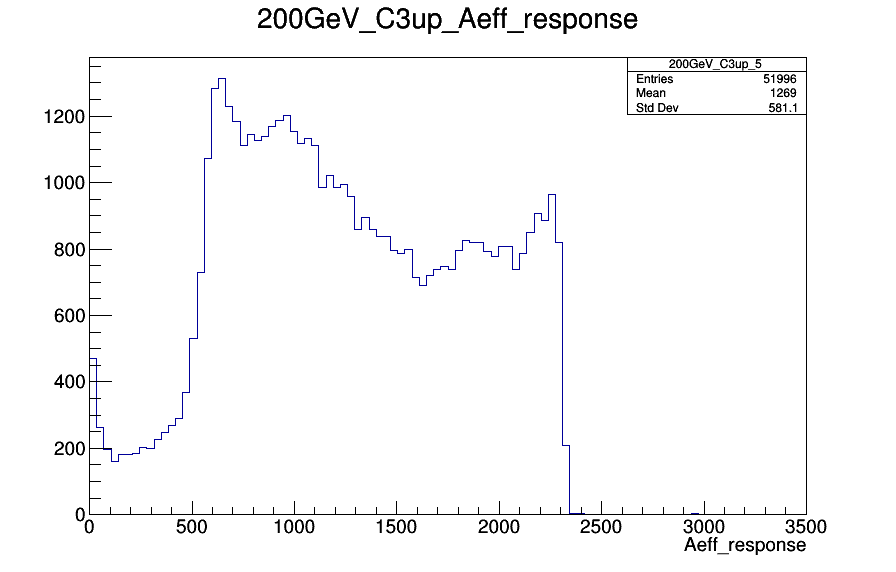 200GeV_C3up_Aeff_response
200GeV_C3up_5
Entries 51996
Mean 1269
Std Dev 581.1
1200
1000
800
600
400
200
0
0 500 1000 1500 2000 2500 3000 3500
Aeff_response